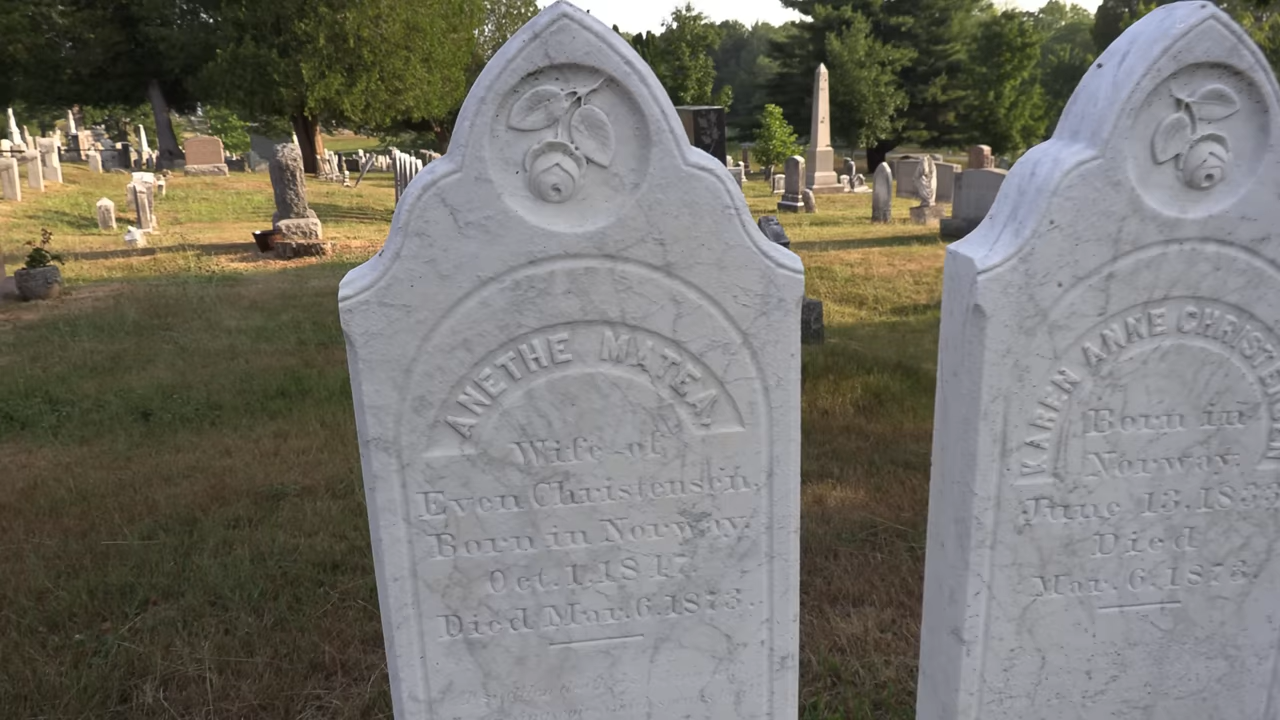 ANETHE MATEA,
Wife of
Even Christensen,
Born in Norway,
Oct. 1. 1847.
Died Mar. 6. 1873.
KAREN ANNE CHRISTENSEN
Born in
Norway
June 13. 1833
Died
Mar. 6. 1873.